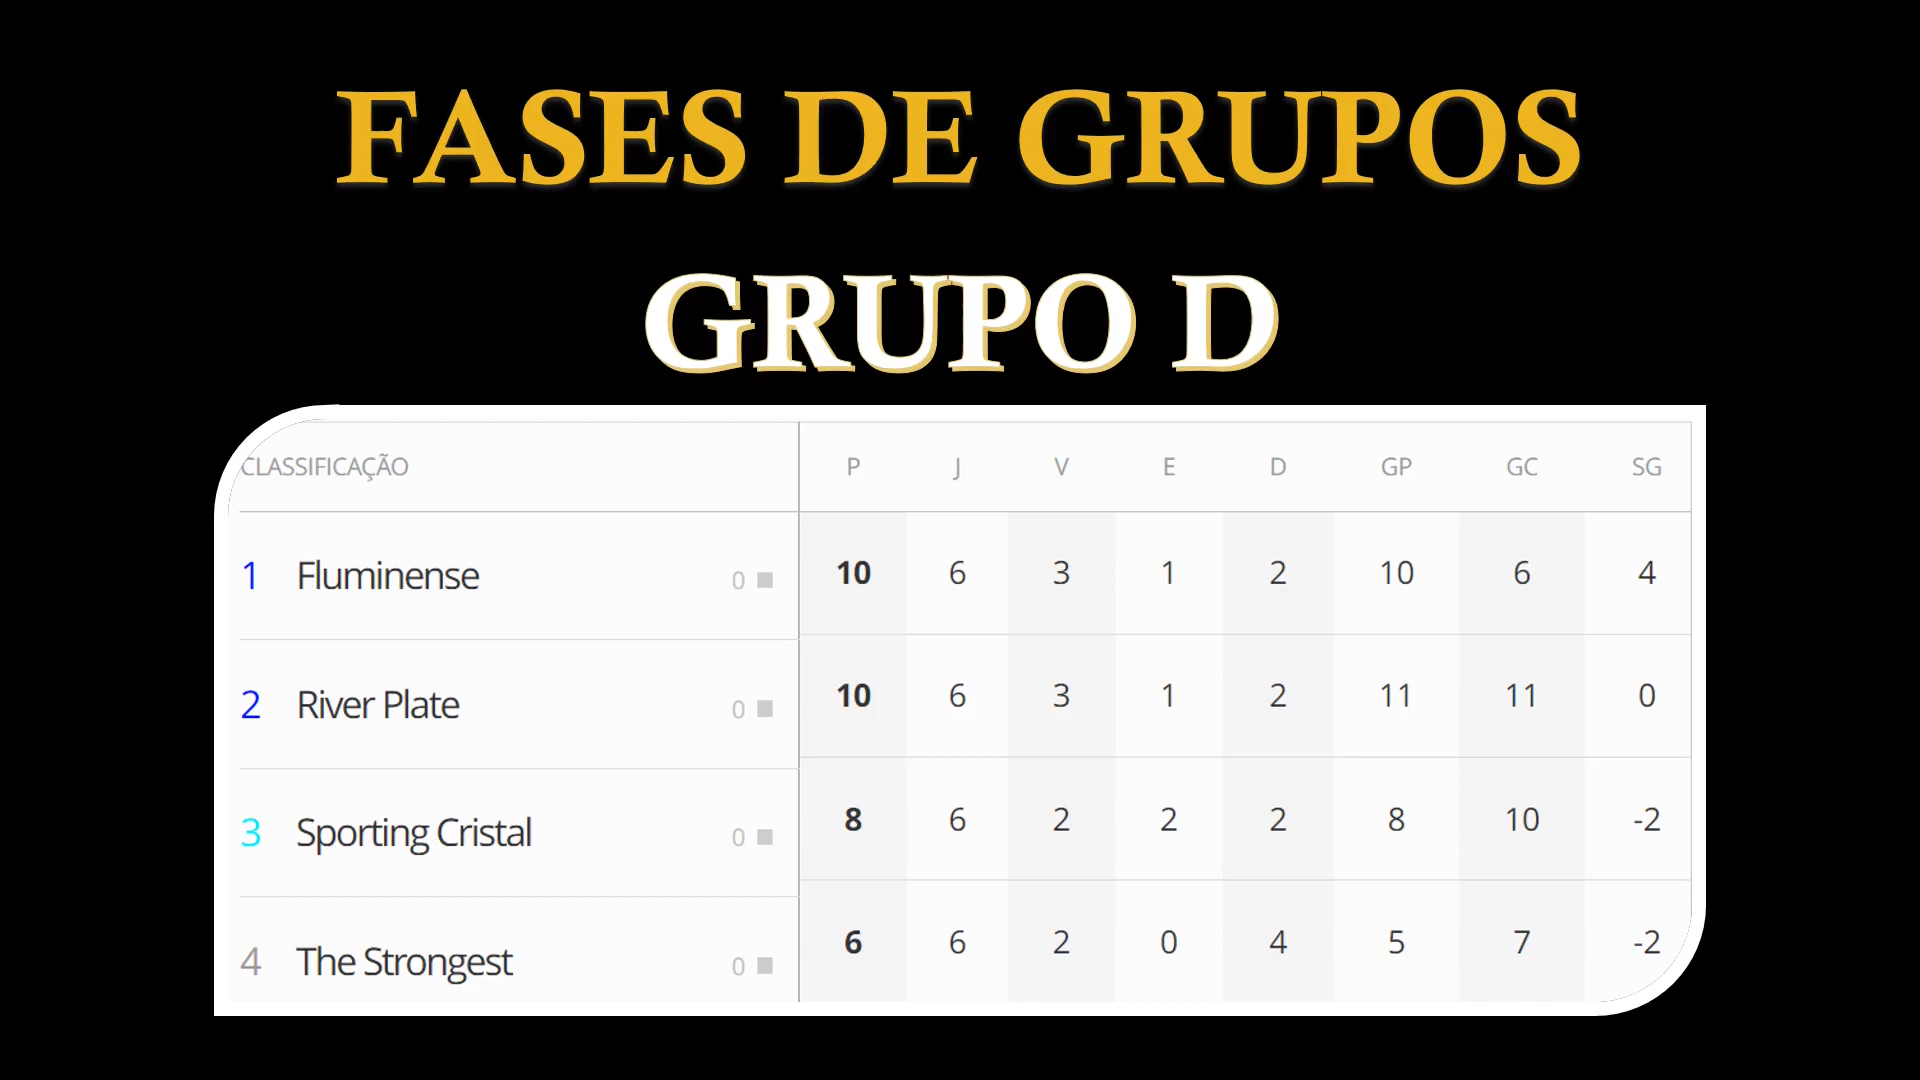 FASES DE GRUPOS
GRUPO D
CLASSIFICAÇÃO P J V E D GP GC SG
1 Fluminense 0 10 6 3 1 2 10 6 4
2 River Plate 0 10 6 3 1 2 11 11 0
3 Sporting Cristal 0 8 6 2 2 2 8 10 -2
4 The Strongest 0 6 6 2 0 4 5 7 -2